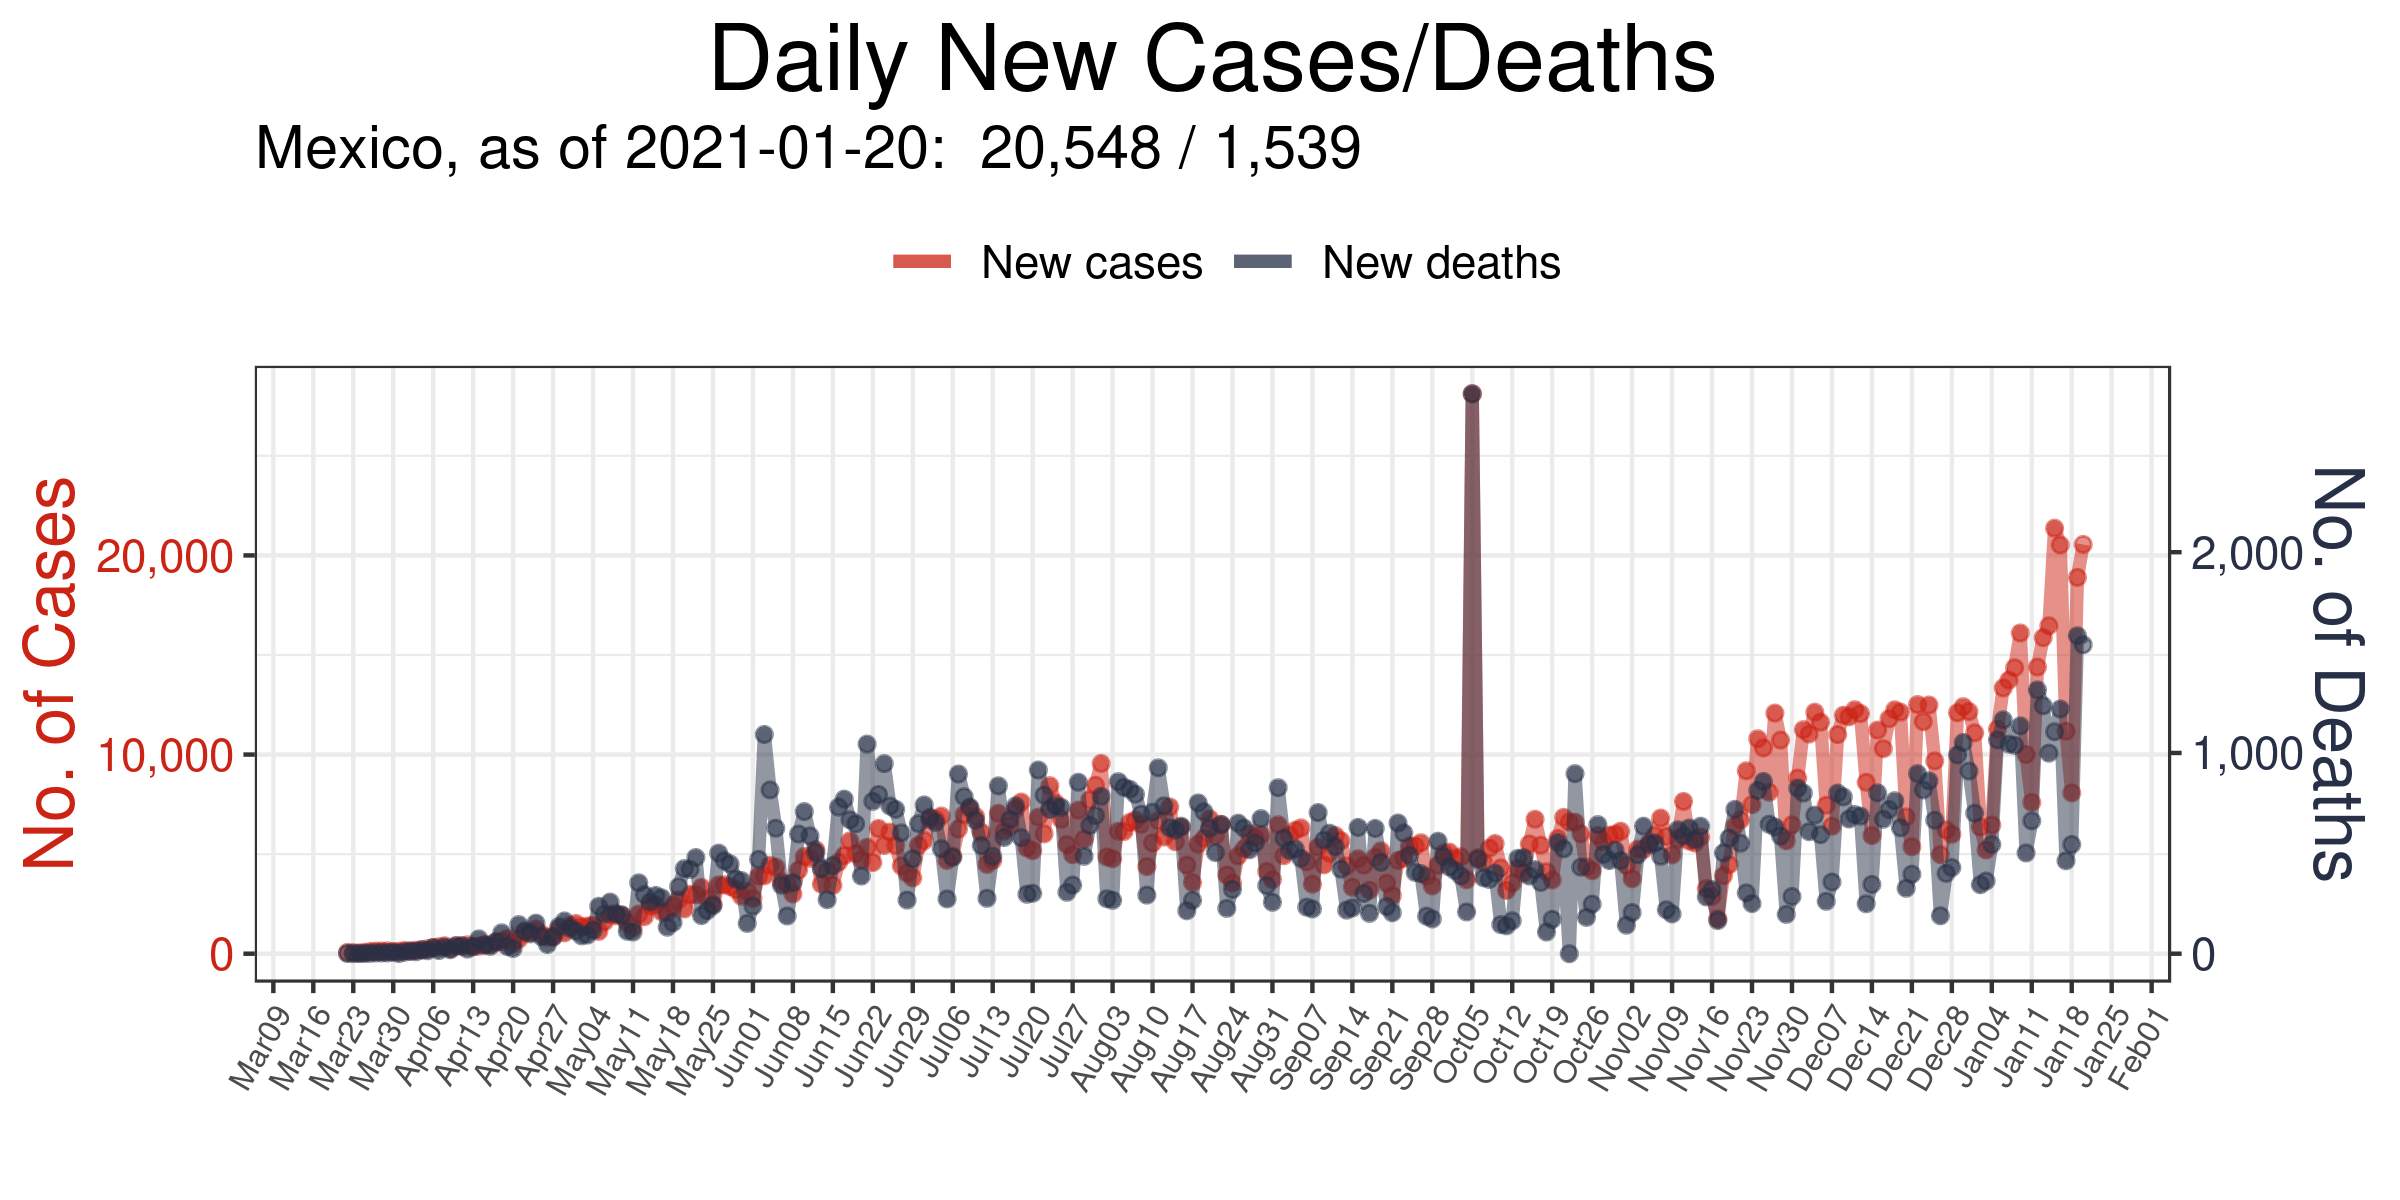 Daily New Cases/Deaths
Mexico, as of 2021-01-20:  20,548 / 1,539
New cases New deaths
No. of Cases
20,000
10,000
0
No. of Deaths
2,000
1,000
0
Mar09 Mar16 Mar23 Mar30 Apr06 Apr13 Apr20 Apr27 May04 May11 May18 May25 Jun01 Jun08 Jun15 Jun22 Jun29 Jul06 Jul13 Jul20 Jul27 Aug03 Aug10 Aug17 Aug24 Aug31 Sep07 Sep14 Sep21 Sep28 Oct05 Oct12 Oct19 Oct26 Nov02 Nov09 Nov16 Nov23 Nov30 Dec07 Dec14 Dec21 Dec28 Jan04 Jan11 Jan18 Jan25 Feb01